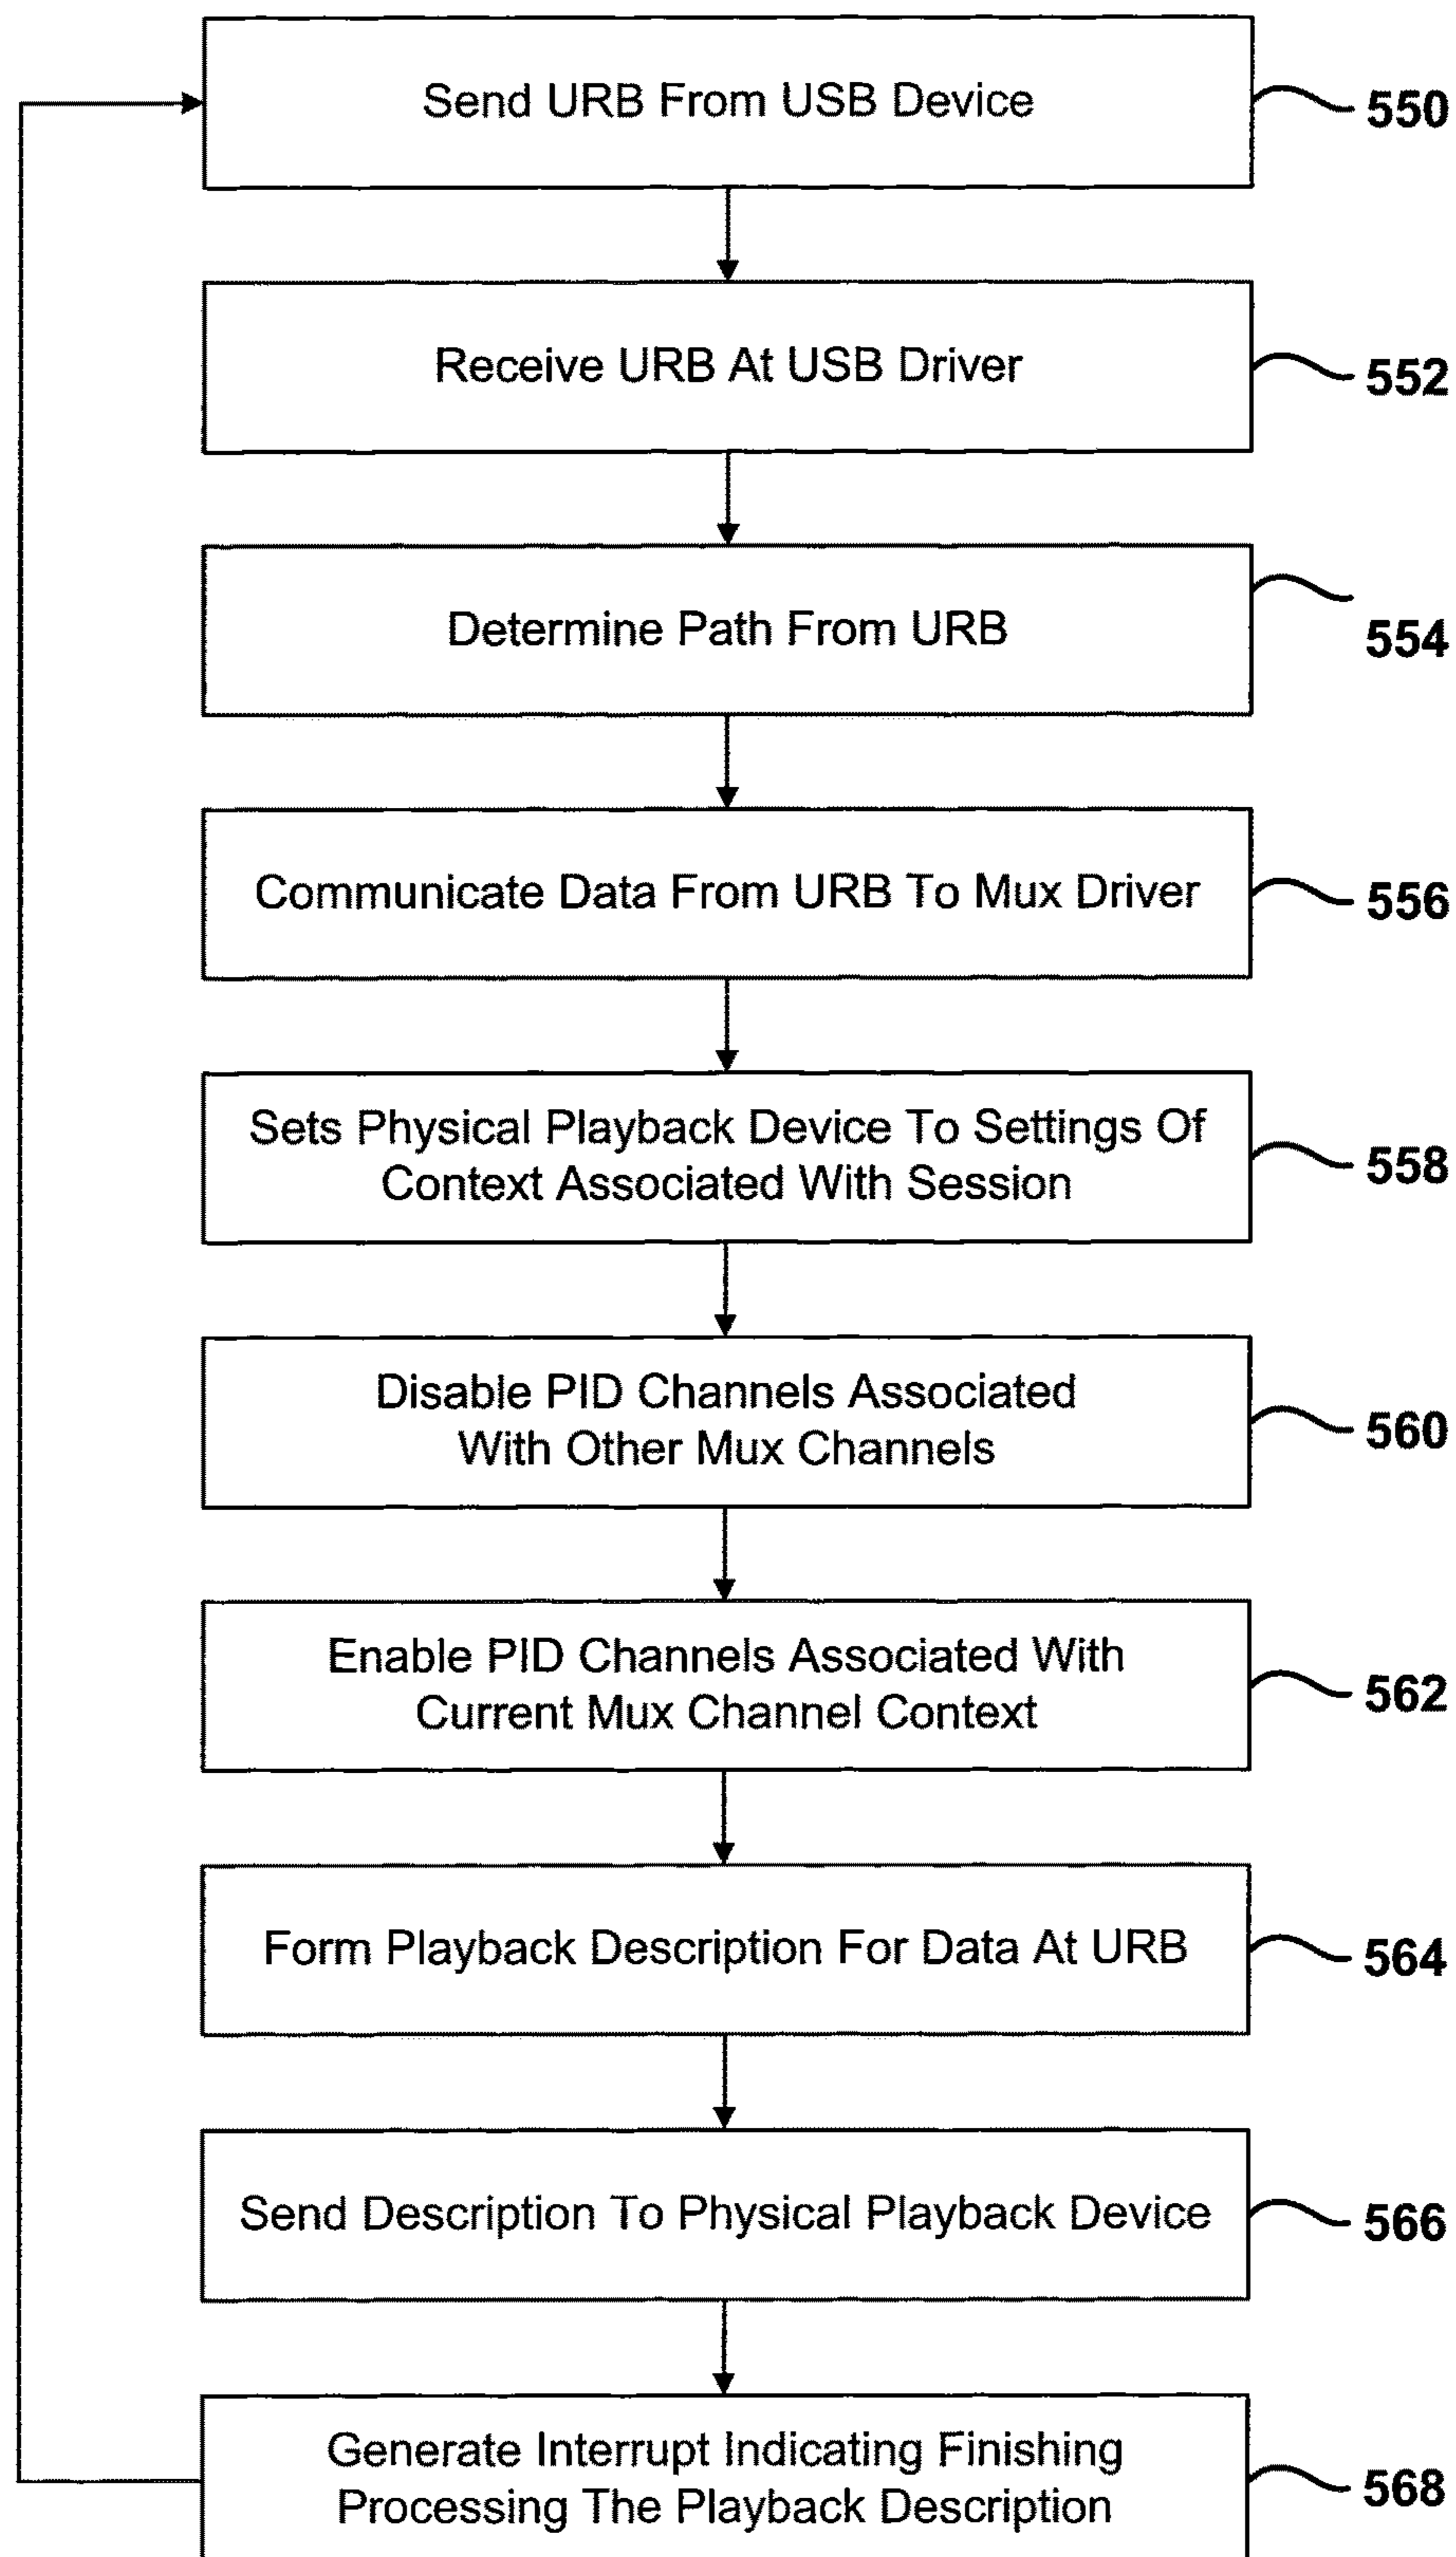 Send URB From USB Device
550
Receive URB At USB Driver
552
Determine Path From URB
554
Communicate Data From URB To Mux Driver
556
Sets Physical Playback Device To Settings Of
Context Associated With Session
558
Disable PID Channels Associated
With Other Mux Channels
560
Enable PID Channels Associated With
Current Mux Channel Context
562
Form Playback Description For Data At URB
564
Send Description To Physical Playback Device
566
Generate Interrupt Indicating Finishing
Processing The Playback Description
568